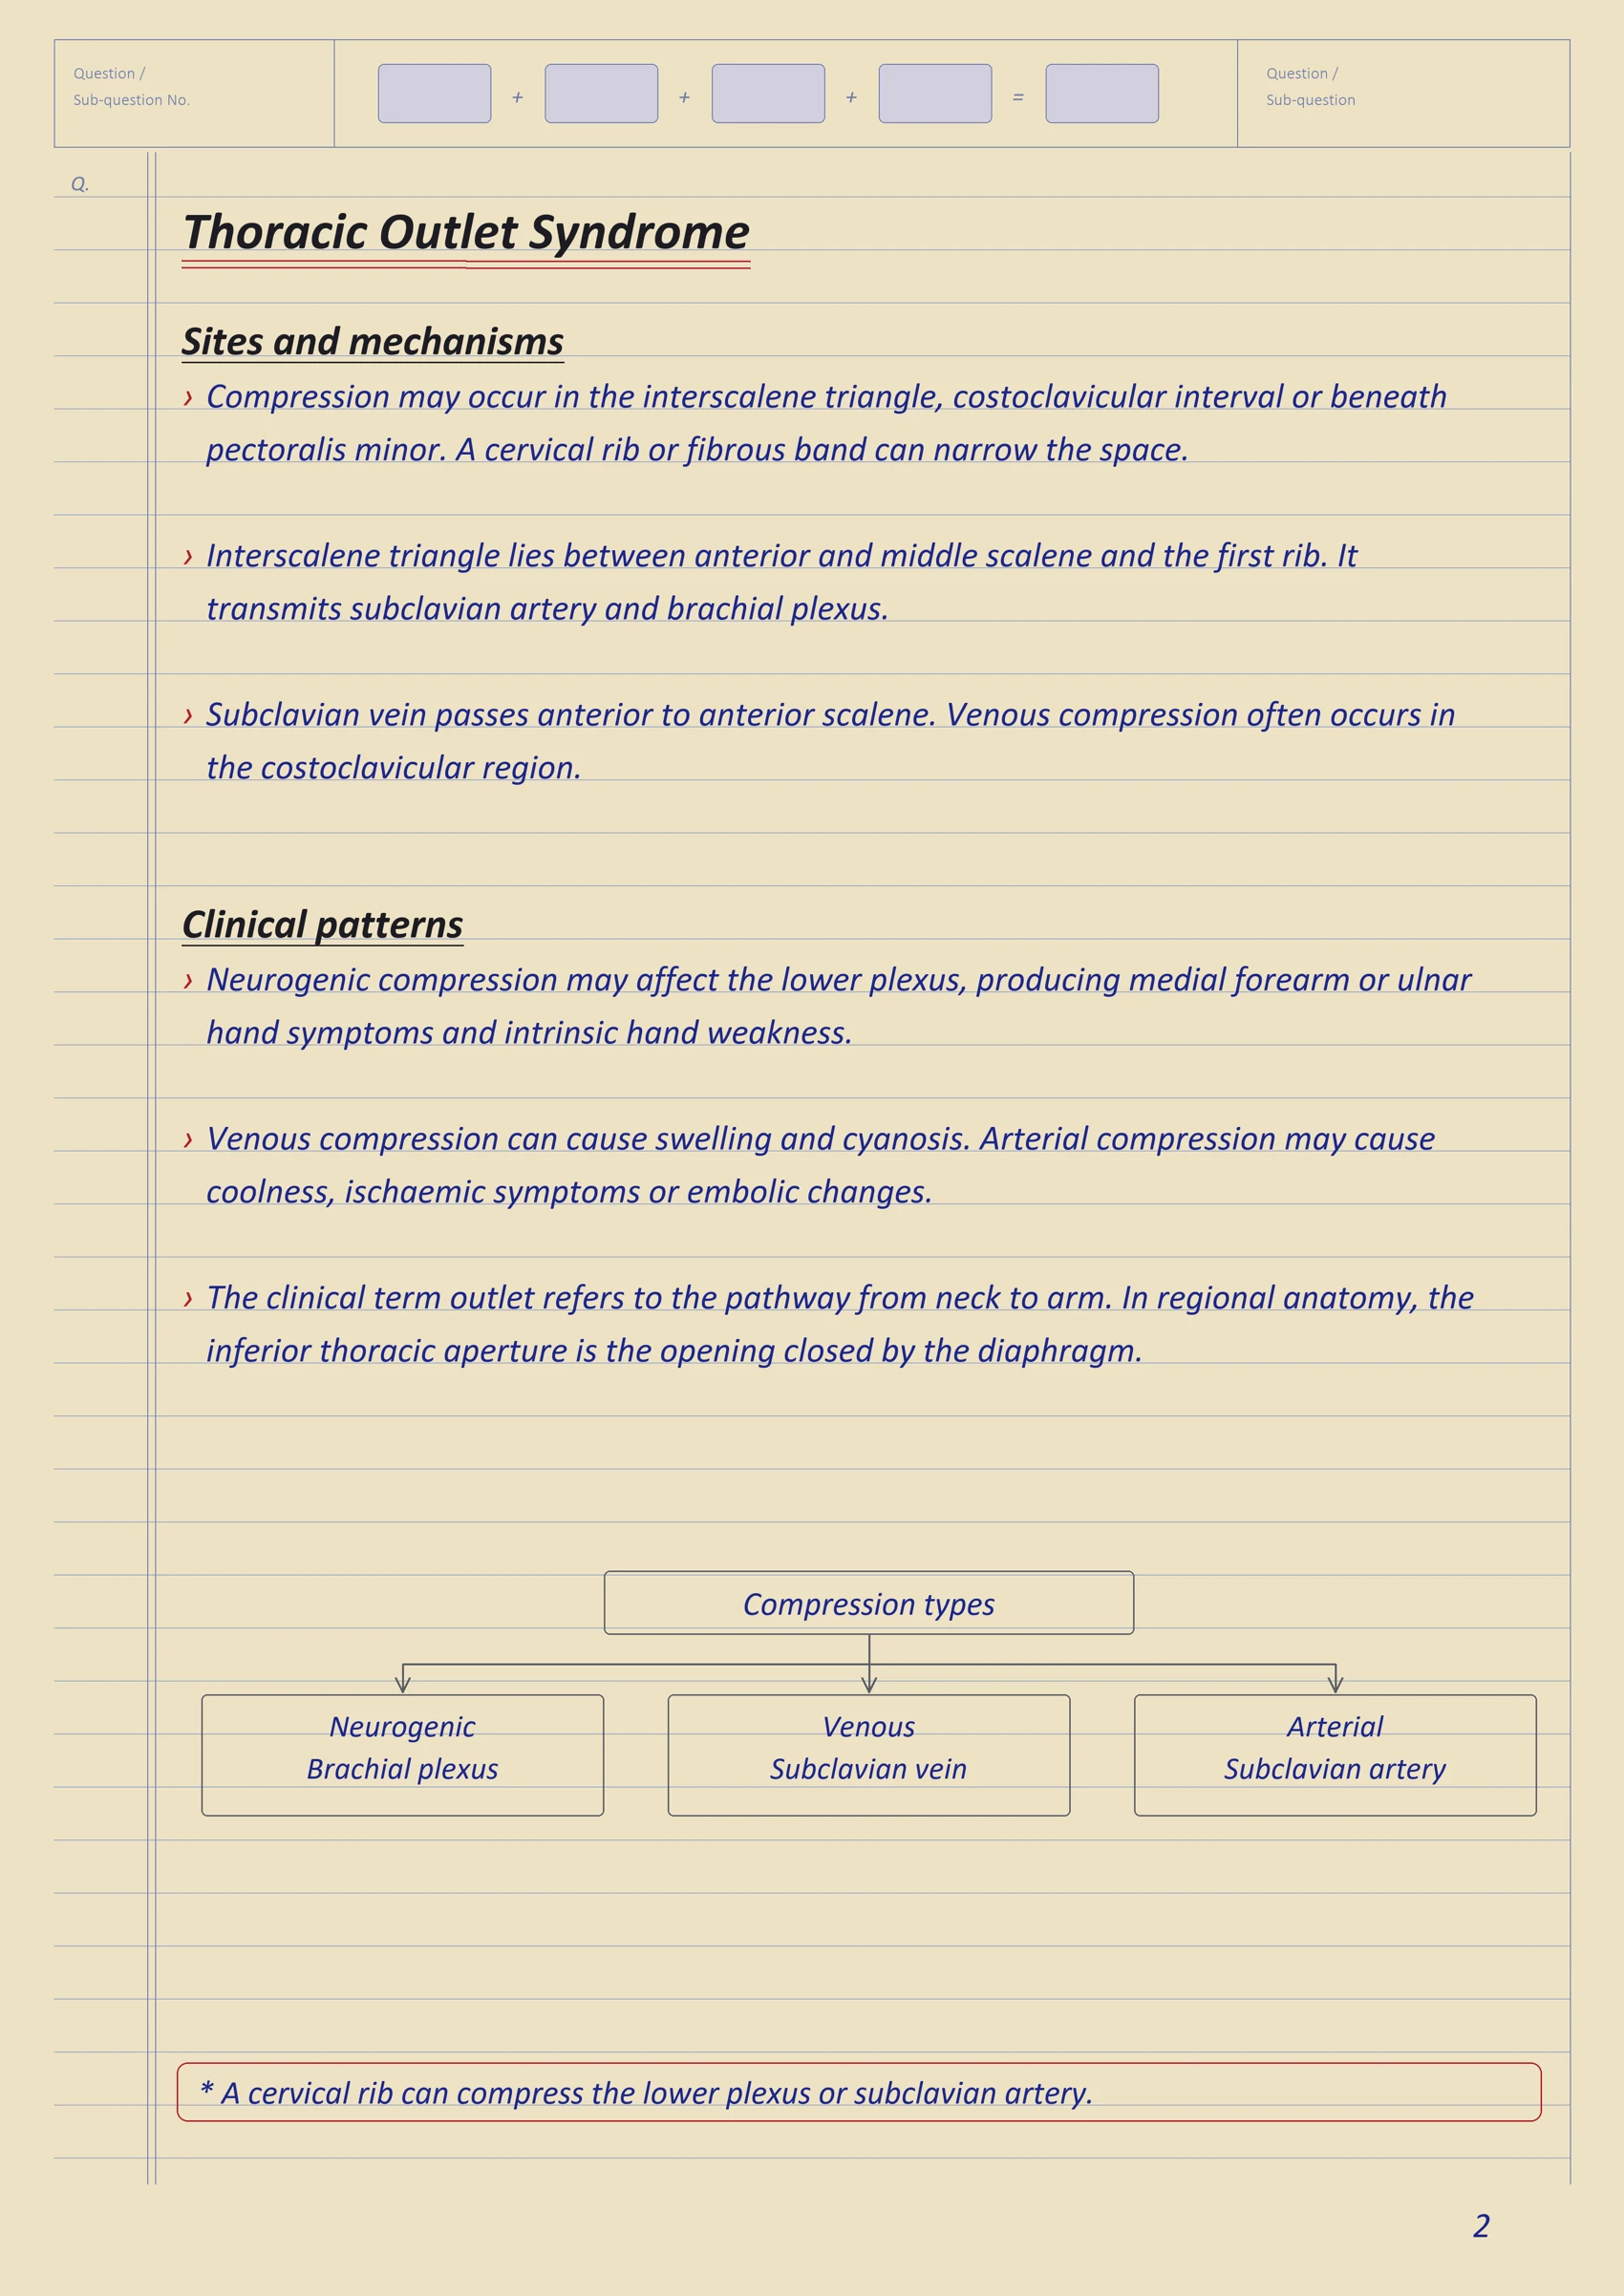 Question /
Sub-question No.
+ + + =
Question /
Sub-question
Q.
Thoracic Outlet Syndrome
Sites and mechanisms
› Compression may occur in the interscalene triangle, costoclavicular interval or beneath
pectoralis minor. A cervical rib or fibrous band can narrow the space.
› Interscalene triangle lies between anterior and middle scalene and the first rib. It
transmits subclavian artery and brachial plexus.
› Subclavian vein passes anterior to anterior scalene. Venous compression often occurs in
the costoclavicular region.
Clinical patterns
› Neurogenic compression may affect the lower plexus, producing medial forearm or ulnar
hand symptoms and intrinsic hand weakness.
› Venous compression can cause swelling and cyanosis. Arterial compression may cause
coolness, ischaemic symptoms or embolic changes.
› The clinical term outlet refers to the pathway from neck to arm. In regional anatomy, the
inferior thoracic aperture is the opening closed by the diaphragm.
Compression types
Neurogenic
Brachial plexus
Venous
Subclavian vein
Arterial
Subclavian artery
* A cervical rib can compress the lower plexus or subclavian artery.
2